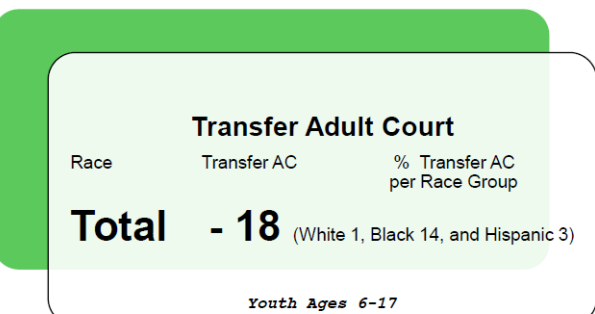 Transfer Adult Court
Race Transfer AC % Transfer AC
per Race Group
Total - 18 (White 1, Black 14, and Hispanic 3)
Youth Ages 6-17